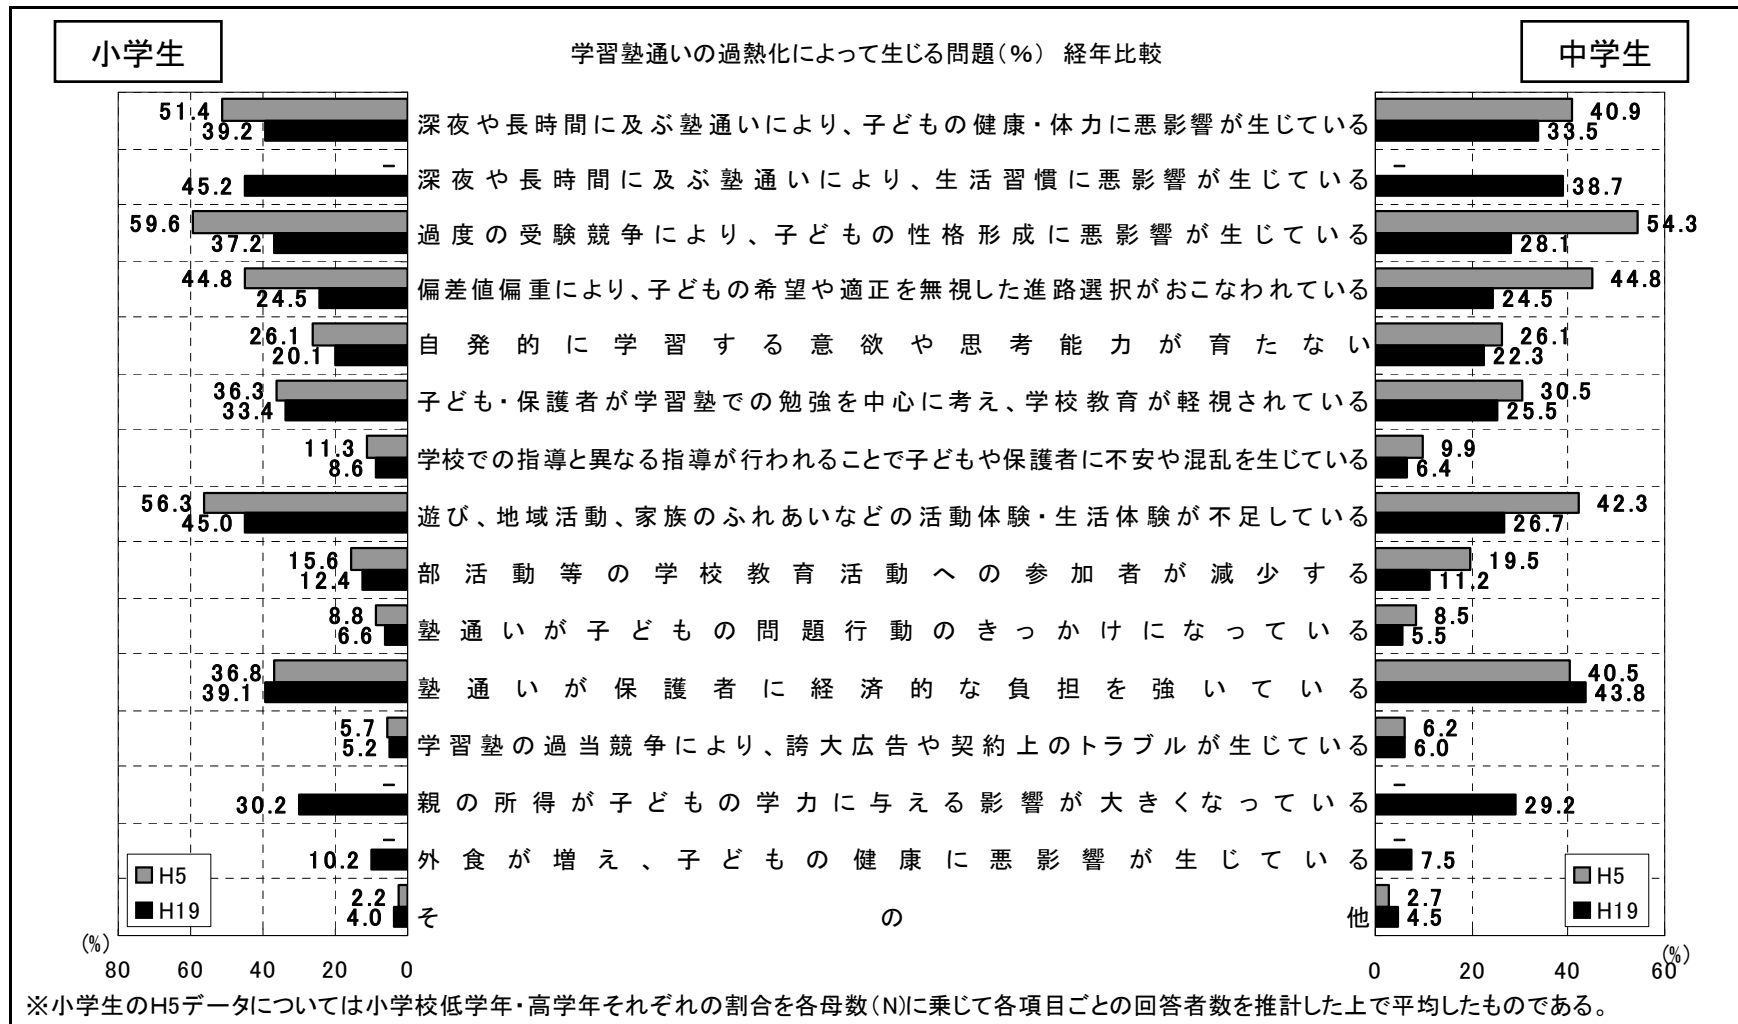 小学生
学習塾通いの過熱化によって生じる問題(%) 経年比較
中学生
51.4
39.2
深夜や長時間に及ぶ塾通いにより、子どもの健康・体力に悪影響が生じている
40.9
33.5
–
45.2
深夜や長時間に及ぶ塾通いにより、生活習慣に悪影響が生じている
–
38.7
59.6
37.2
過度の受験競争により、子どもの性格形成に悪影響が生じている
54.3
28.1
44.8
24.5
偏差値偏重により、子どもの希望や適正を無視した進路選択がおこなわれている
44.8
24.5
26.1
20.1
自発的に学習する意欲や思考能力が育たない
26.1
22.3
36.3
33.4
子ども・保護者が学習塾での勉強を中心に考え、学校教育が軽視されている
30.5
25.5
11.3
8.6
学校での指導と異なる指導が行われることで子どもや保護者に不安や混乱を生じている
9.9
6.4
56.3
45.0
遊び、地域活動、家族のふれあいなどの活動体験・生活体験が不足している
42.3
26.7
15.6
12.4
部活動等の学校教育活動への参加者が減少する
19.5
11.2
8.8
6.6
塾通いが子どもの問題行動のきっかけになっている
8.5
5.5
36.8
39.1
塾通いが保護者に経済的な負担を強いている
40.5
43.8
5.7
5.2
学習塾の過当競争により、誇大広告や契約上のトラブルが生じている
6.2
6.0
–
30.2
親の所得が子どもの学力に与える影響が大きくなっている
–
29.2
–
10.2
外食が増え、子どもの健康に悪影響が生じている
–
7.5
2.2
4.0
その他
2.7
4.5
H5
H19
H5
H19
(%)
80 60 40 20 0
0 20 40 60
(%)
※小学生のH5データについては小学校低学年・高学年それぞれの割合を各母数(N)に乗じて各項目ごとの回答者数を推計した上で平均したものである。